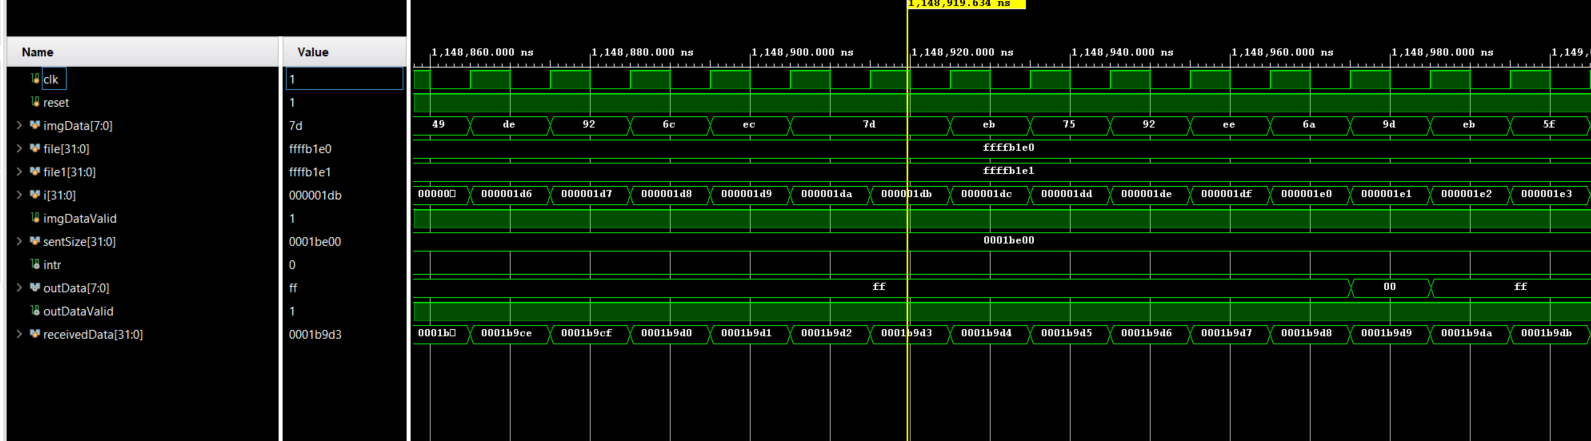 1,148,919.634 ns
Name Value 1,148,860.000 ns 1,148,880.000 ns 1,148,900.000 ns 1,148,920.000 ns 1,148,940.000 ns 1,148,960.000 ns 1,148,980.000 ns 1,149,
clk 1
reset 1
imgData[7:0] 7d 49 de 92 6c ec 7d eb 75 92 ee 6a 9d eb 5f
file[31:0] ffffb1e0 ffffb1e0
file1[31:0] ffffb1e1 ffffb1e1
i[31:0] 000001db 00000 000001d6 000001d7 000001d8 000001d9 000001da 000001db 000001dc 000001dd 000001de 000001df 000001e0 000001e1 000001e2 000001e3
imgDataValid 1
sentSize[31:0] 0001be00 0001be00
intr 0
outData[7:0] ff ff 00 ff
outDataValid 1
receivedData[31:0] 0001b9d3 0001b 0001b9ce 0001b9cf 0001b9d0 0001b9d1 0001b9d2 0001b9d3 0001b9d4 0001b9d5 0001b9d6 0001b9d7 0001b9d8 0001b9d9 0001b9da 0001b9db